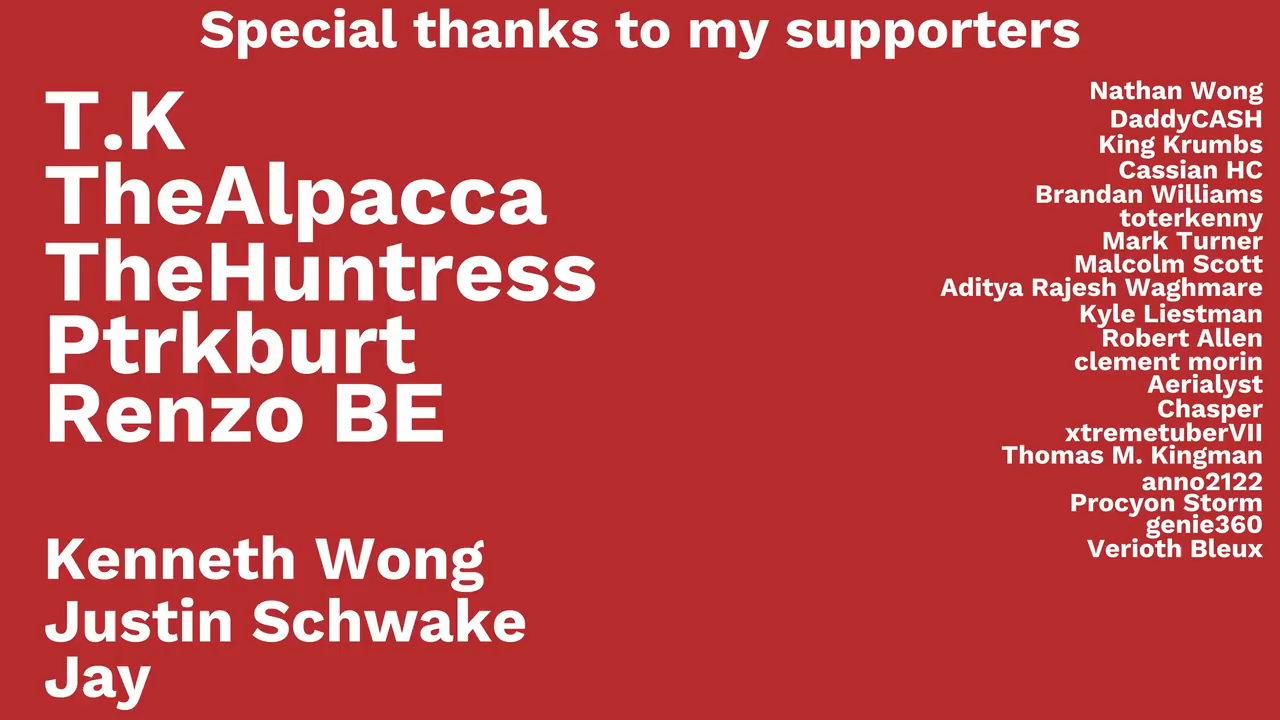 Special thanks to my supporters
T.K
TheAlpacca
TheHuntress
Ptrkburt
Renzo BE
Kenneth Wong
Justin Schwake
Jay
Nathan Wong
DaddyCASH
King Krumbs
Cassian HC
Brandan Williams
toterkenny
Mark Turner
Malcolm Scott
Aditya Rajesh Waghmare
Kyle Liestman
Robert Allen
clement morin
Aerialyst
Chasper
xtremetuberVII
Thomas M. Kingman
anno2122
Procyon Storm
genie360
Verioth Bleux